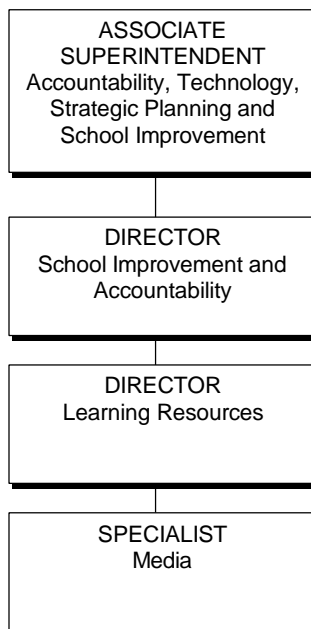 ASSOCIATE
SUPERINTENDENT
Accountability, Technology,
Strategic Planning and
School Improvement
DIRECTOR
School Improvement and
Accountability
DIRECTOR
Learning Resources
SPECIALIST
Media